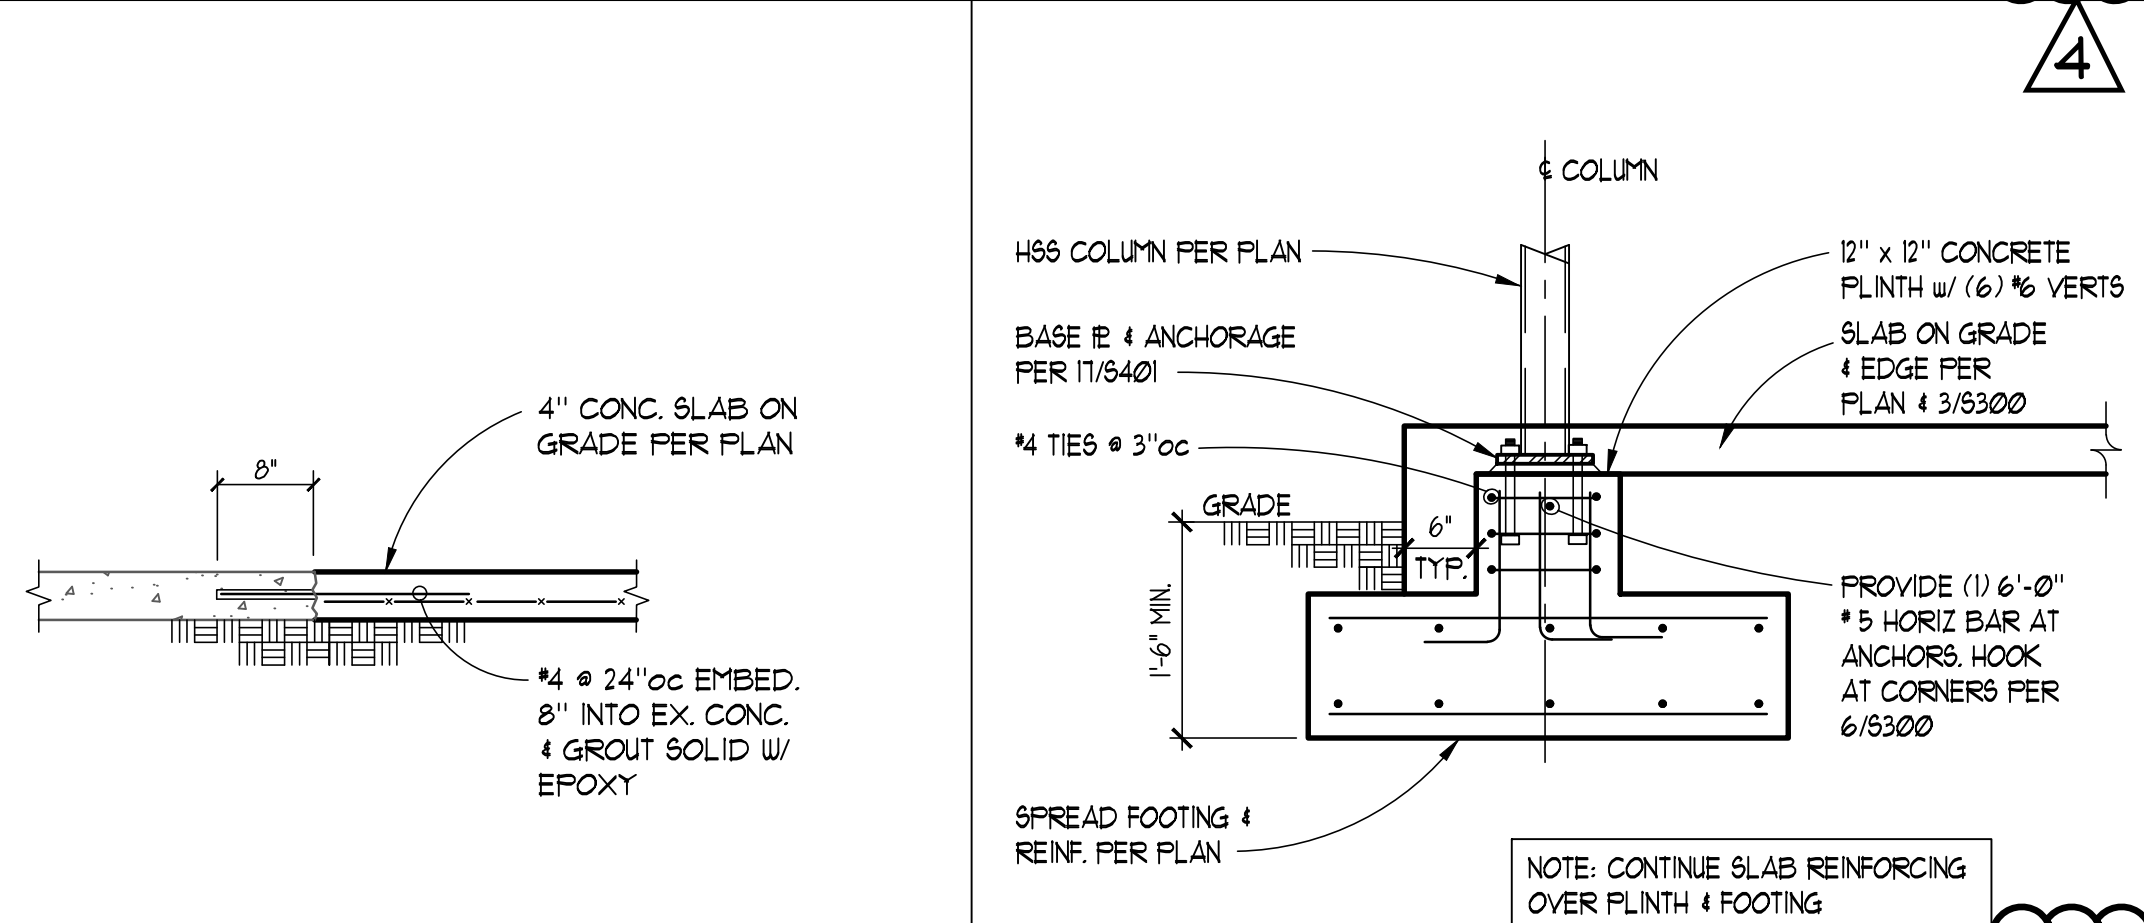 8"
4" CONC. SLAB ON
GRADE PER PLAN
#4 @ 24"oc EMBED.
8" INTO EX. CONC.
& GROUT SOLID W/
EPOXY
4
℄ COLUMN
HSS COLUMN PER PLAN
BASE PL & ANCHORAGE
PER 17/S401
#4 TIES @ 3"oc
GRADE
6"
TYP.
1'-6" MIN.
SPREAD FOOTING &
REINF. PER PLAN
12" x 12" CONCRETE
PLINTH w/ (6) #6 VERTS
SLAB ON GRADE
& EDGE PER
PLAN & 3/S300
PROVIDE (1) 6'-0"
#5 HORIZ BAR AT
ANCHORS. HOOK
AT CORNERS PER
6/S300
NOTE: CONTINUE SLAB REINFORCING
OVER PLINTH & FOOTING